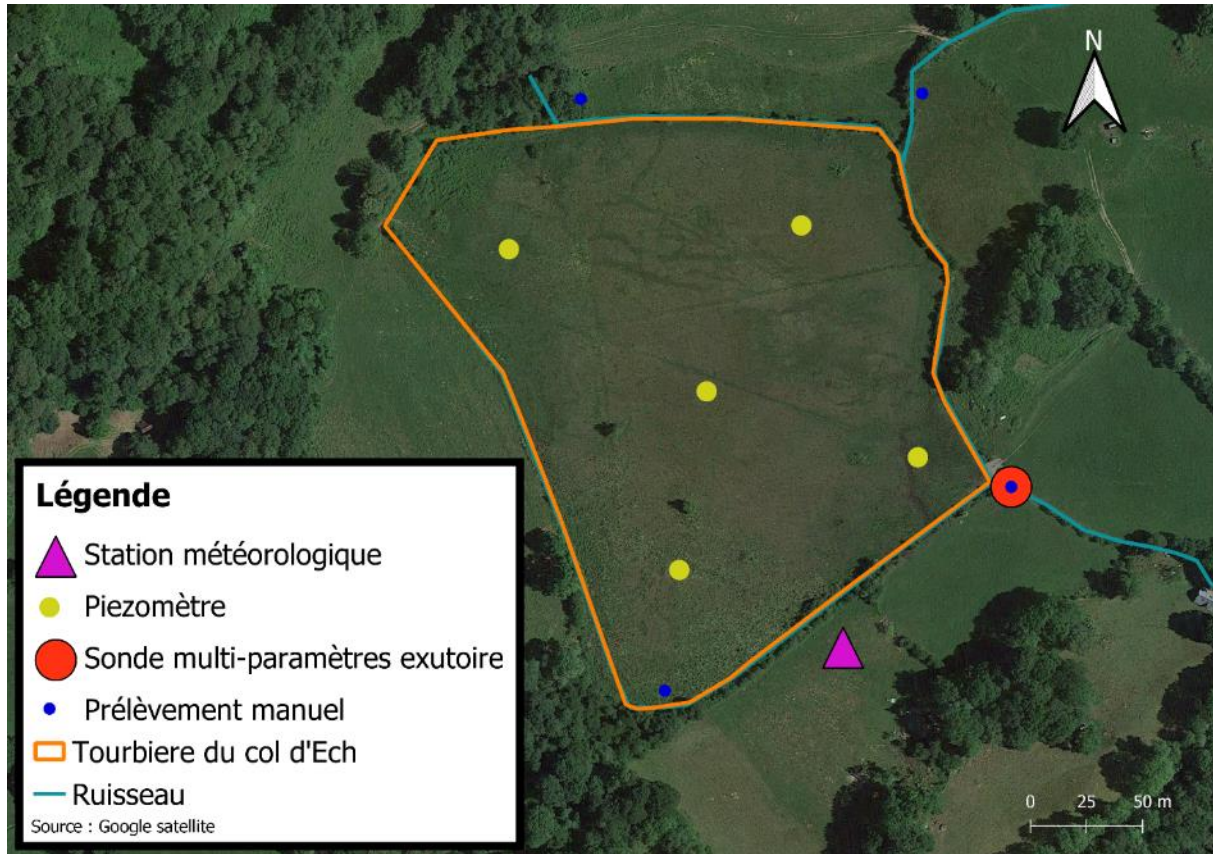 N
Légende
Station météorologique
Piezomètre
Sonde multi-paramètres exutoire
Prélèvement manuel
Tourbiere du col d'Ech
Ruisseau
Source : Google satellite
0 25 50 m